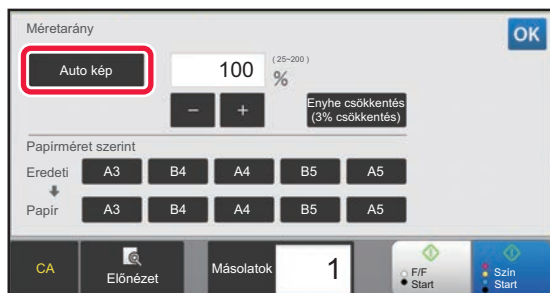 Méretarány
OK
Auto kép
100
(25~200)
%
−
+
Enyhe csökkentés
(3% csökkentés)
Papírméret szerint
Eredeti A3 B4 A4 B5 A5
Papír A3 B4 A4 B5 A5
CA
Előnézet
Másolatok
1
F/F
Start
Szín
Start